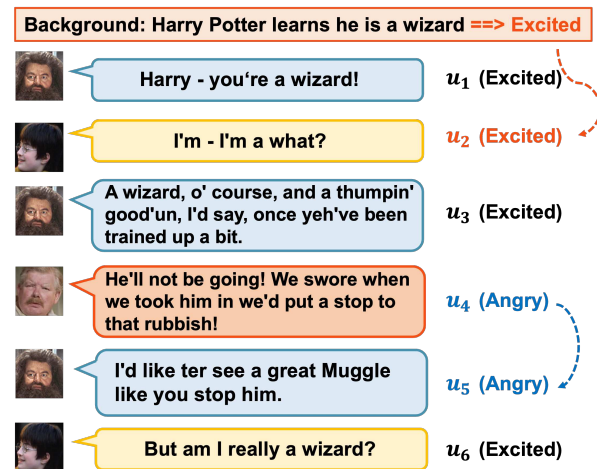 Background: Harry Potter learns he is a wizard ==> Excited
Harry - you‘re a wizard!
u1 (Excited)
I'm - I'm a what?
u2 (Excited)
A wizard, o' course, and a thumpin'
good'un, I'd say, once yeh've been
trained up a bit.
u3 (Excited)
He'll not be going! We swore when
we took him in we'd put a stop to
that rubbish!
u4 (Angry)
I'd like ter see a great Muggle
like you stop him.
u5 (Angry)
But am I really a wizard?
u6 (Excited)